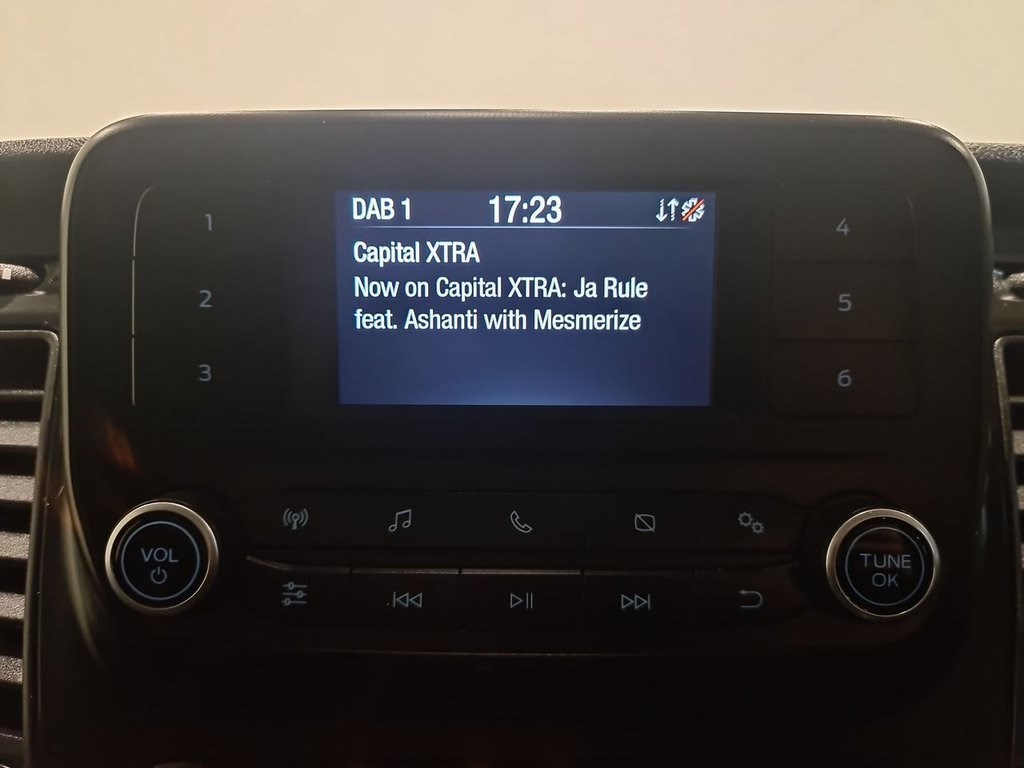 DAB 1 17:23
Capital XTRA
Now on Capital XTRA: Ja Rule
feat. Ashanti with Mesmerize
1
2
3
4
5
6
VOL
TUNE
OK